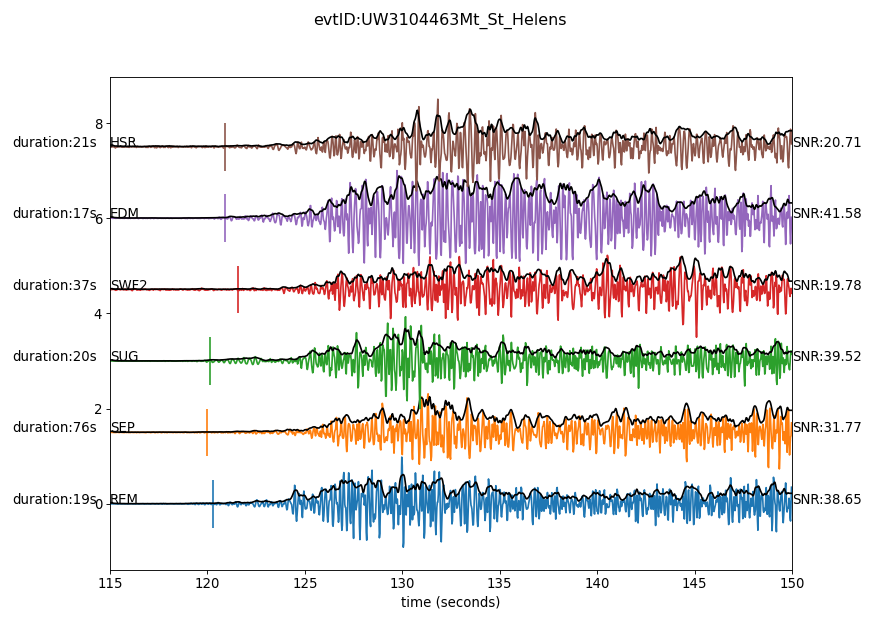 evtID:UW3104463Mt_St_Helens
8
duration:21s HSR SNR:20.71
duration:17s EDM SNR:41.58
6
duration:37s SWF2 SNR:19.78
4
duration:20s SUG SNR:39.52
2
duration:76s SEP SNR:31.77
duration:19s REM SNR:38.65
0
115 120 125 130 135 140 145 150
time (seconds)